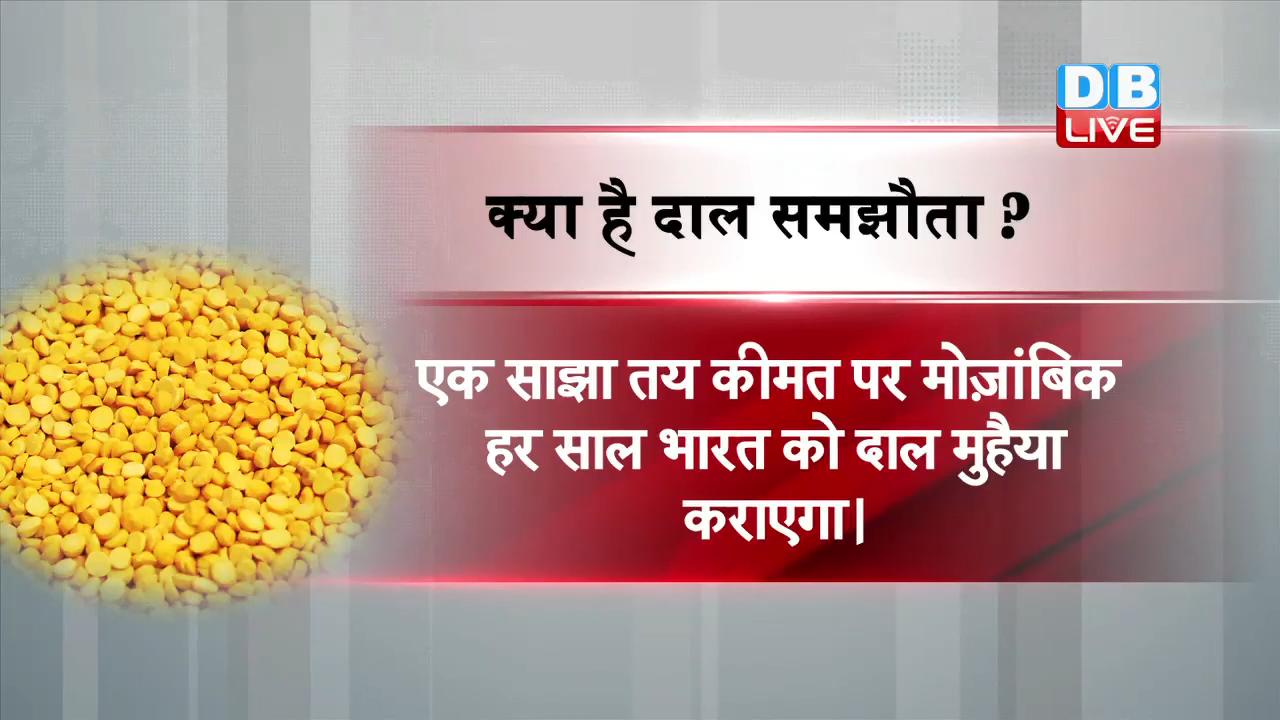 DB
LIVE
क्या है दाल समझौता ?
एक साझा तय कीमत पर मोज़ांबिक
हर साल भारत को दाल मुहैया
कराएगा|